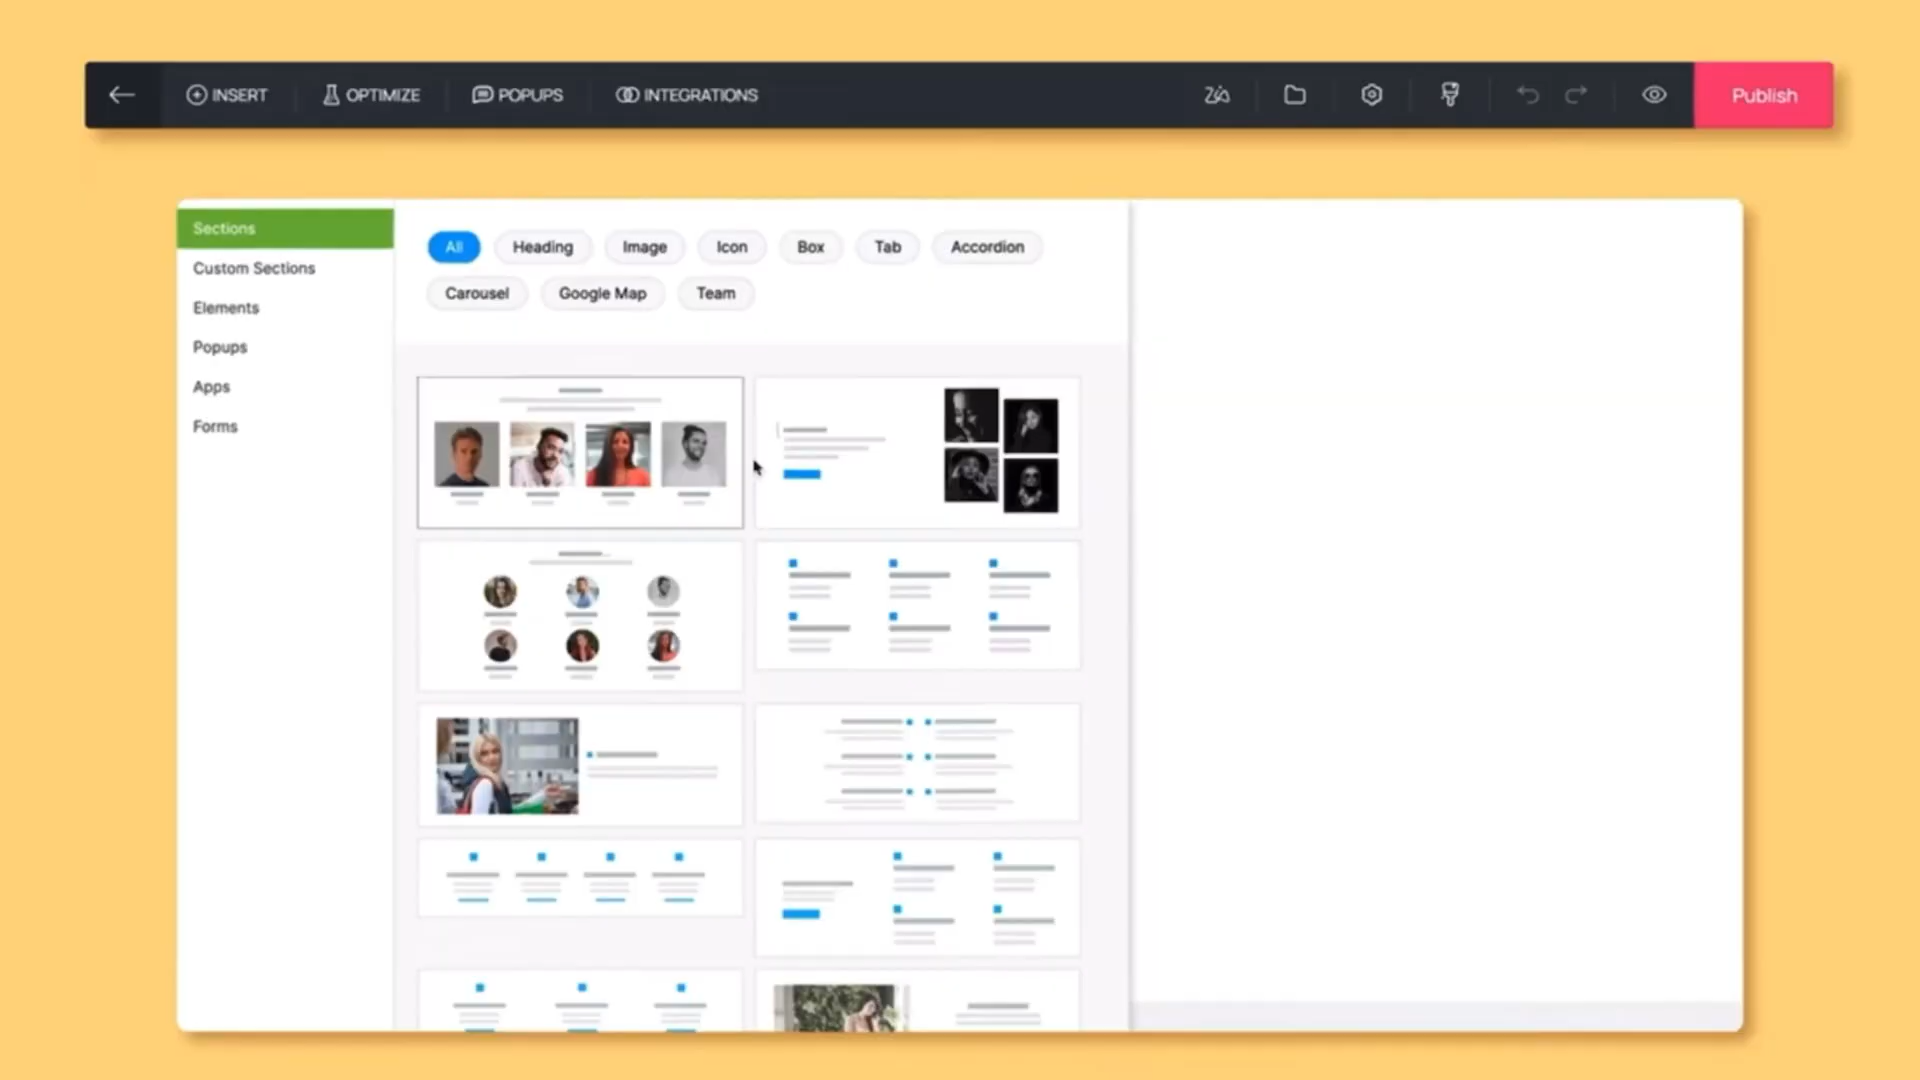 INSERT OPTIMIZE POPUPS INTEGRATIONS Publish
Sections
Custom Sections
Elements
Popups
Apps
Forms
All Heading Image Icon Box Tab Accordion
Carousel Google Map Team